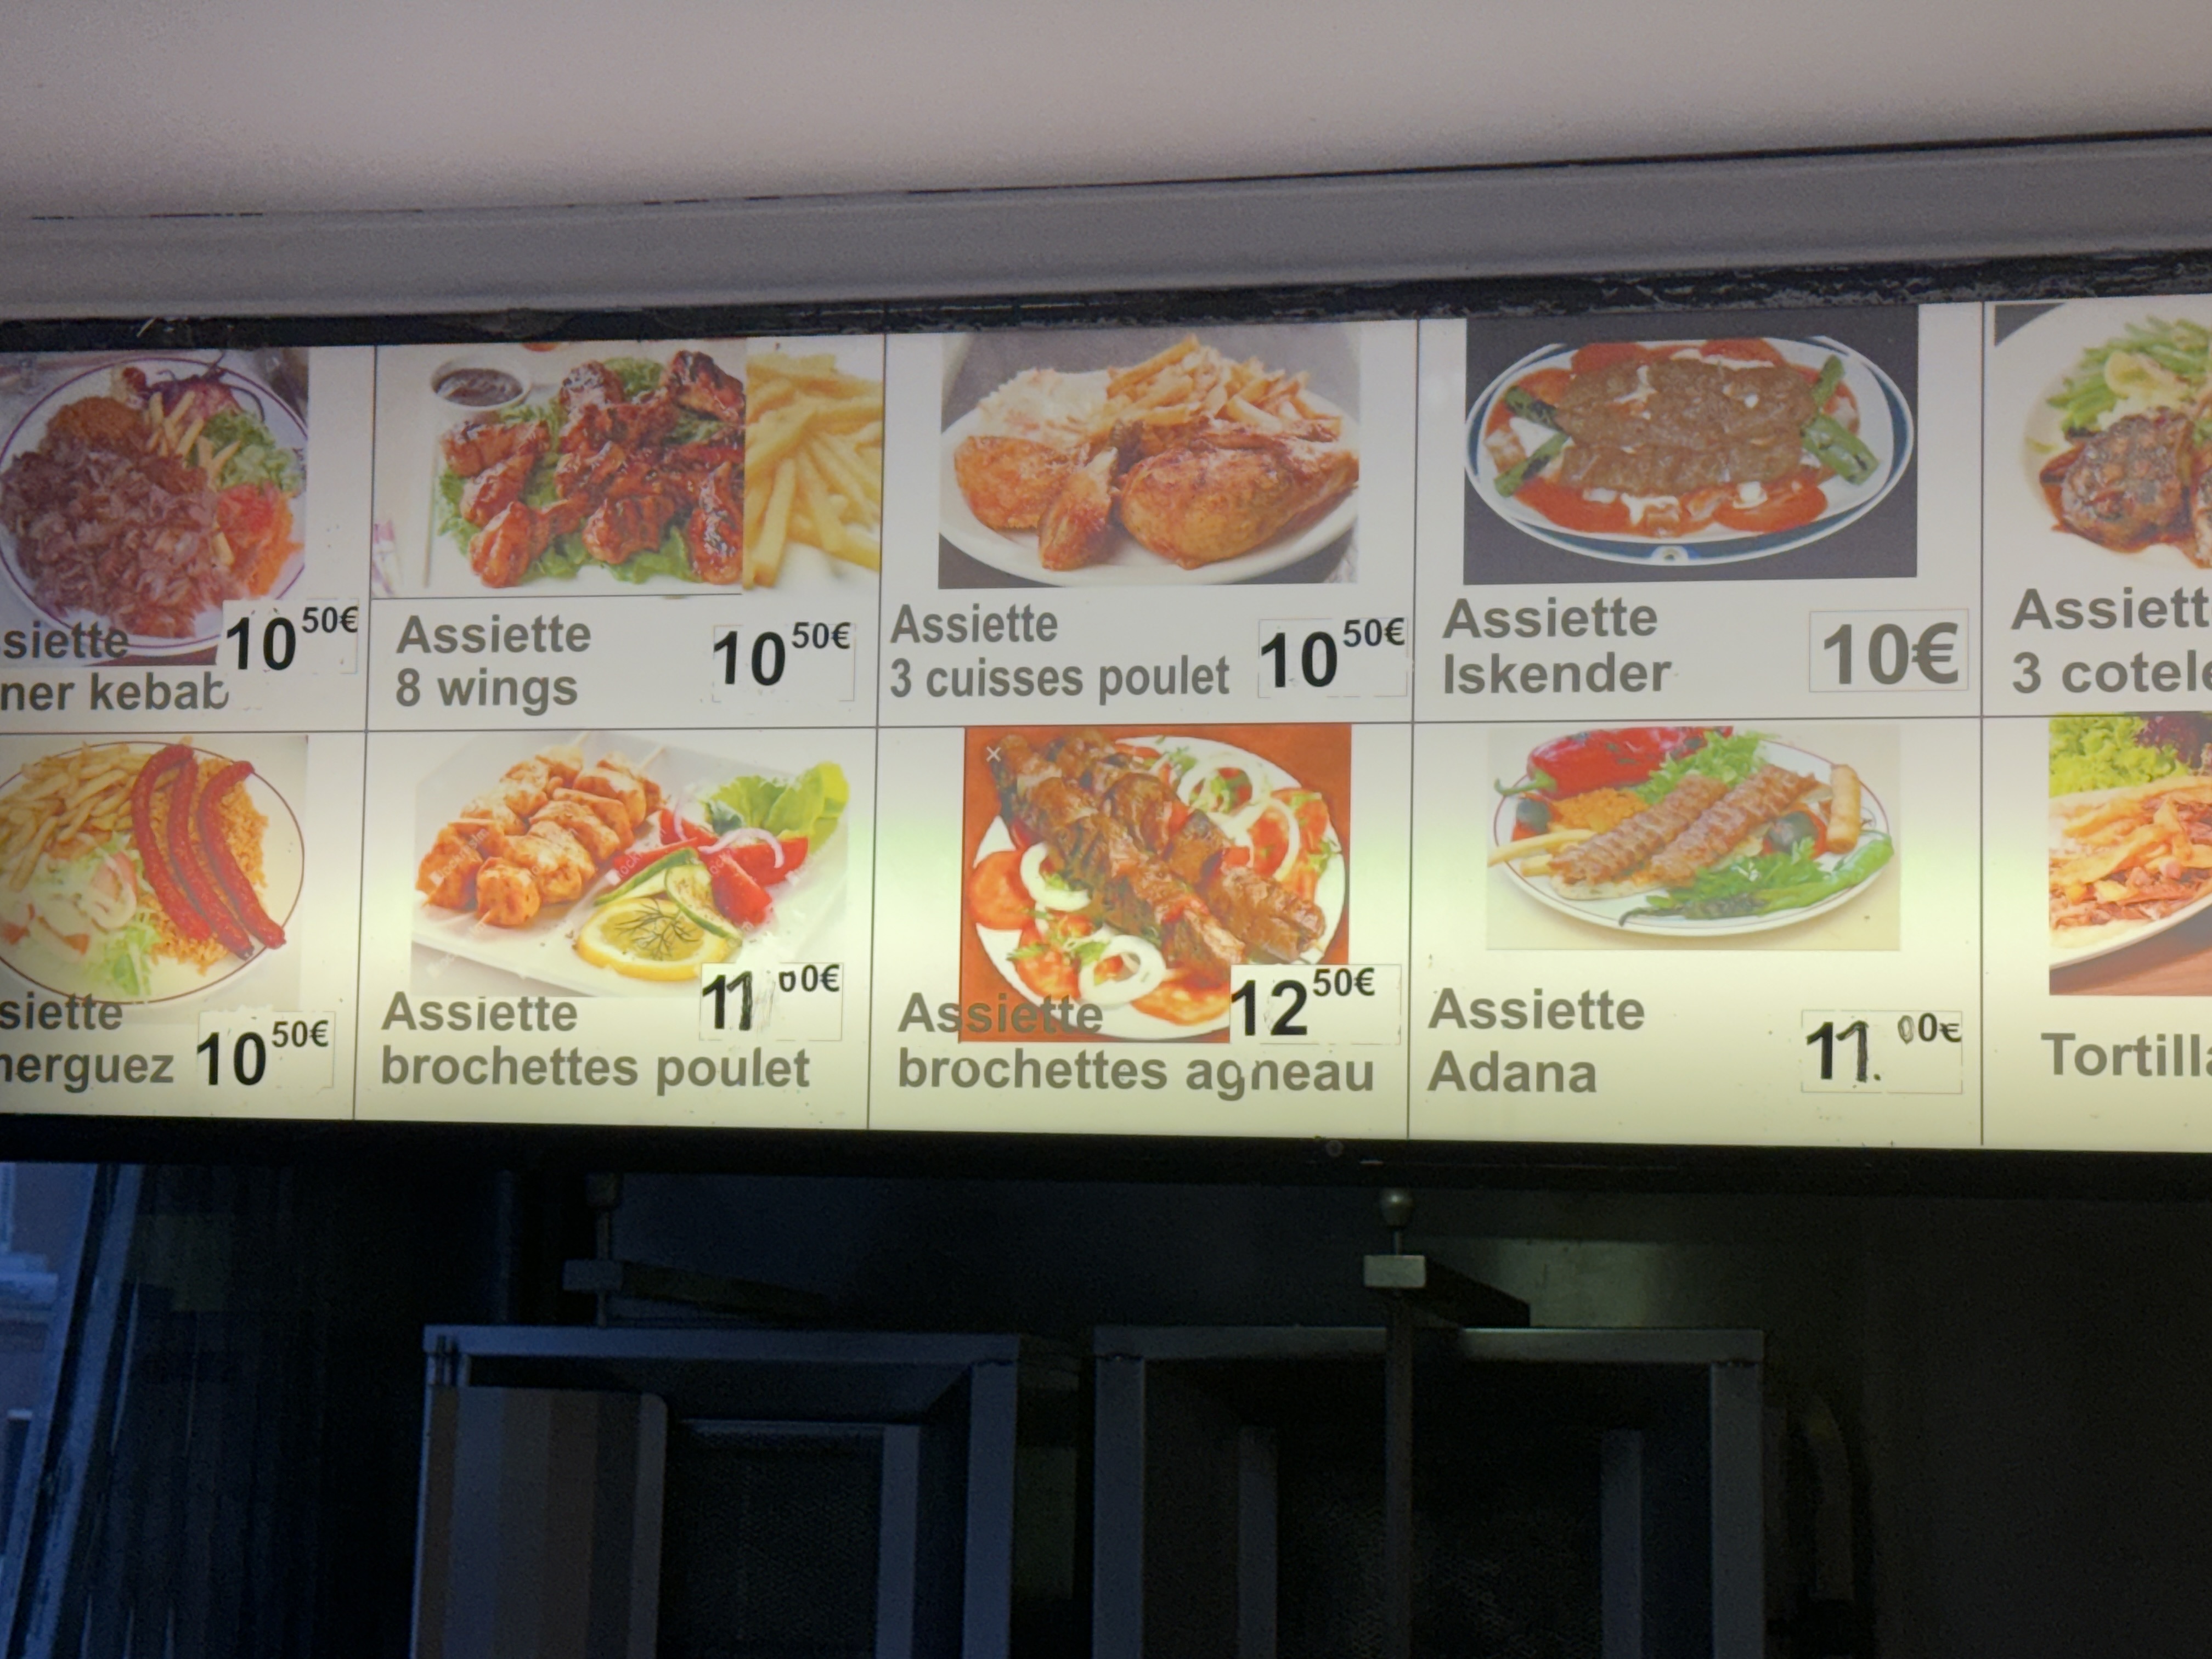 siette
ner kebab
10 50€
Assiette
8 wings
10 50€
Assiette
3 cuisses poulet
10 50€
Assiette
Iskender
10€
Assiett
3 cotele
siette
nerguez
10 50€
Assiette
brochettes poulet
11 00€
Assiette
brochettes agneau
12 50€
Assiette
Adana
11. 00€
Tortilla